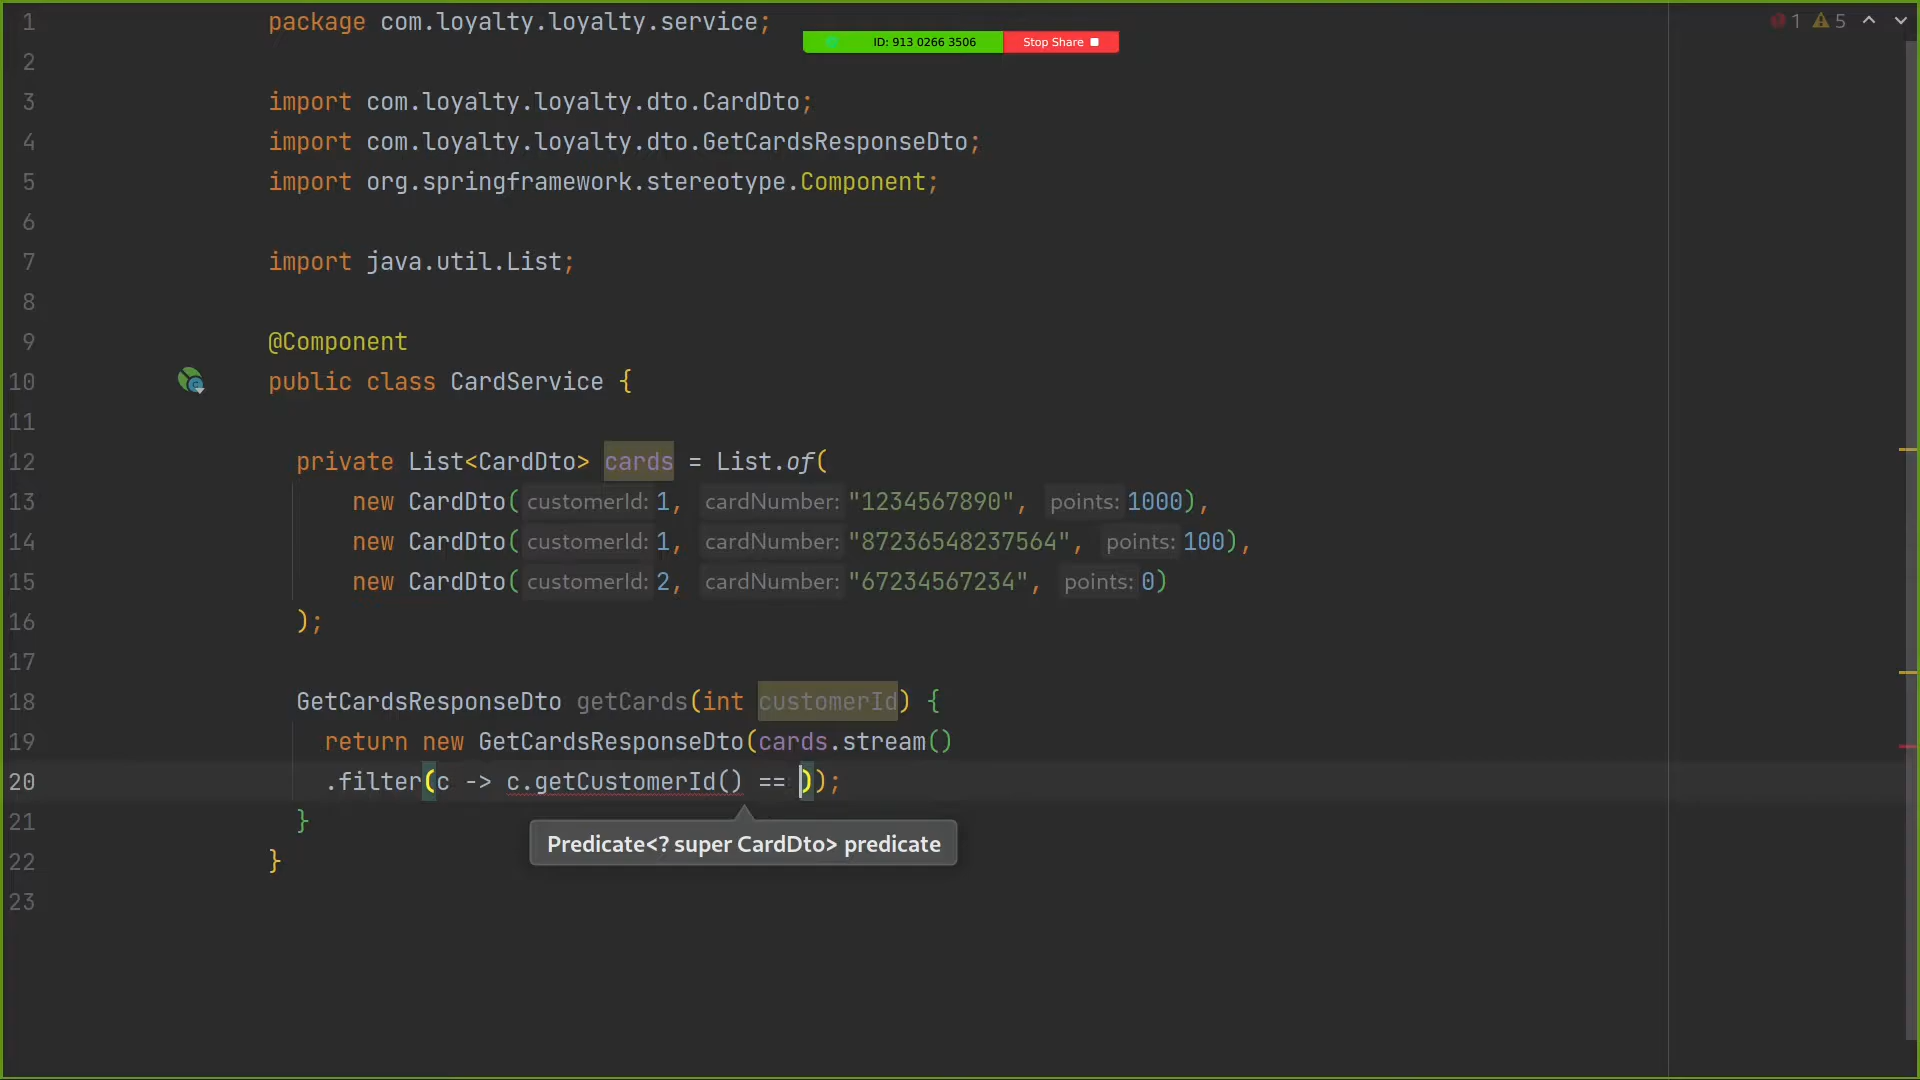 1 package com.loyalty.loyalty.service; 1 5
ID: 913 0266 3506 Stop Share
2
3 import com.loyalty.loyalty.dto.CardDto;
4 import com.loyalty.loyalty.dto.GetCardsResponseDto;
5 import org.springframework.stereotype.Component;
6
7 import java.util.List;
8
9 @Component
10 public class CardService {
11
12 private List<CardDto> cards = List.of(
13 new CardDto( customerId: 1, cardNumber: "1234567890", points: 1000),
14 new CardDto( customerId: 1, cardNumber: "87236548237564", points: 100),
15 new CardDto( customerId: 2, cardNumber: "67234567234", points: 0)
16 );
17
18 GetCardsResponseDto getCards(int customerId) {
19 return new GetCardsResponseDto(cards.stream()
20 .filter(c -> c.getCustomerId() == ));
21 }
Predicate<? super CardDto> predicate
22 }
23